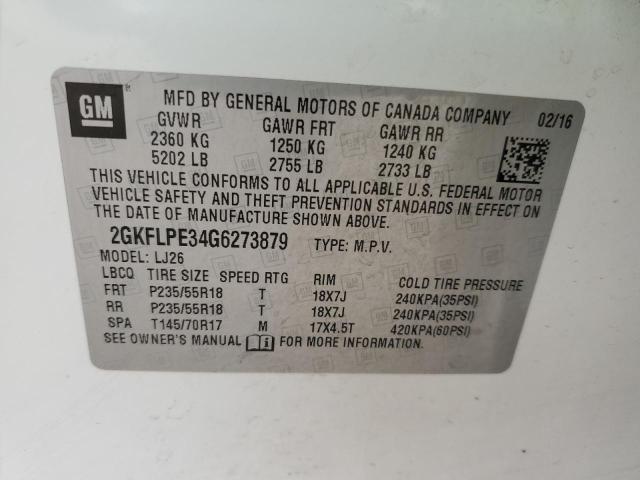 GM
MFD BY GENERAL MOTORS OF CANADA COMPANY 02/16
GVWR GAWR FRT GAWR RR
2360 KG 1250 KG 1240 KG
5202 LB 2755 LB 2733 LB
THIS VEHICLE CONFORMS TO ALL APPLICABLE U.S. FEDERAL MOTOR
VEHICLE SAFETY AND THEFT PREVENTION STANDARDS IN EFFECT ON
THE DATE OF MANUFACTURE SHOWN ABOVE.
2GKFLPE34G6273879 TYPE: M.P.V.
MODEL: LJ26
LBCQ TIRE SIZE SPEED RTG RIM COLD TIRE PRESSURE
FRT P235/55R18 T 18X7J 240KPA(35PSI)
RR P235/55R18 T 18X7J 240KPA(35PSI)
SPA T145/70R17 M 17X4.5T 420KPA(60PSI)
SEE OWNER'S MANUAL FOR MORE INFORMATION.